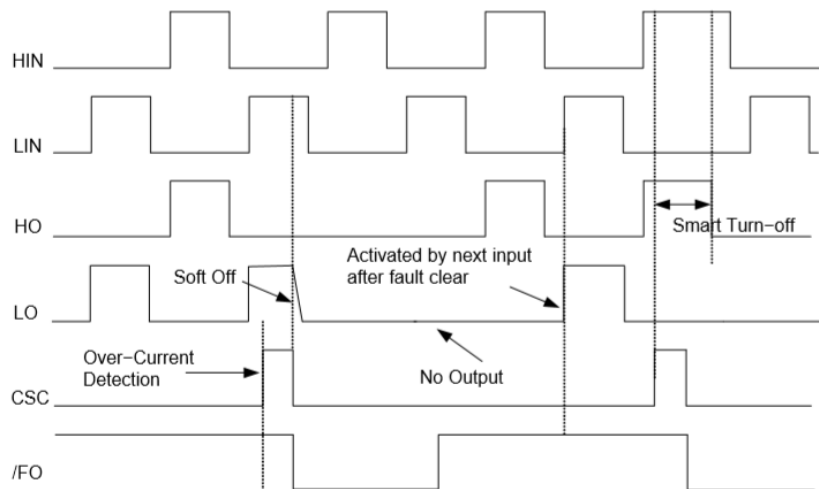 HIN
LIN
HO
Smart Turn−off
Activated by next input
after fault clear
Soft Off
LO
Over−Current
Detection
No Output
CSC
/FO